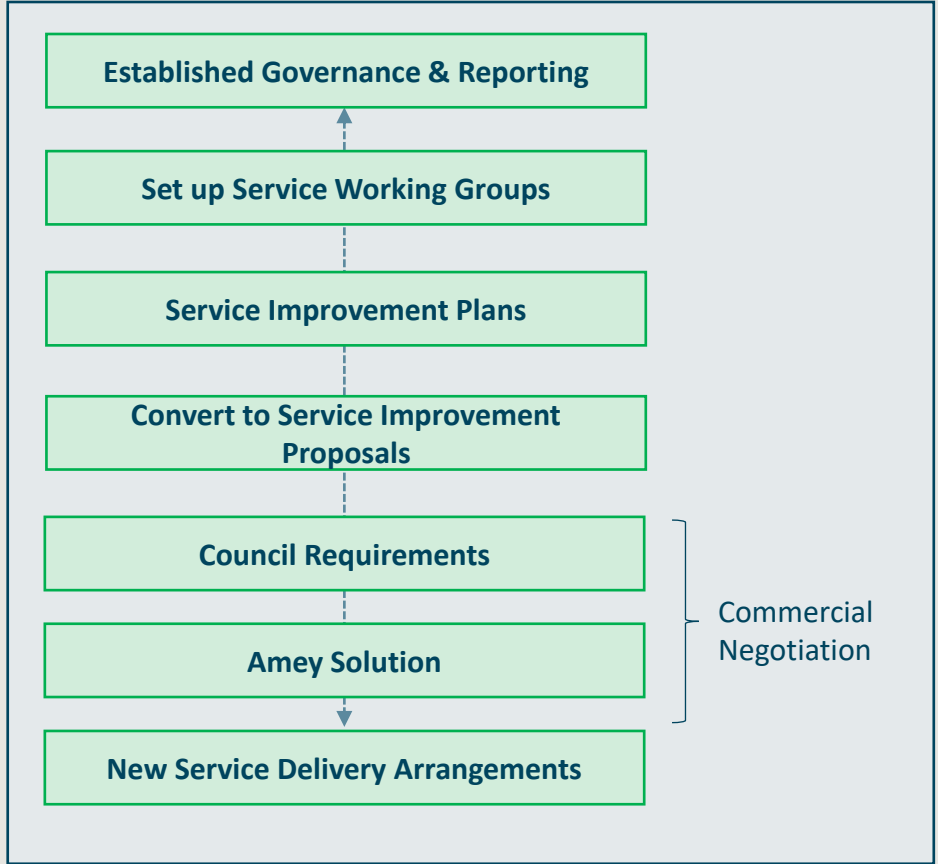 Established Governance & Reporting
Set up Service Working Groups
Service Improvement Plans
Convert to Service Improvement
Proposals
Council Requirements
Amey Solution
Commercial
Negotiation
New Service Delivery Arrangements